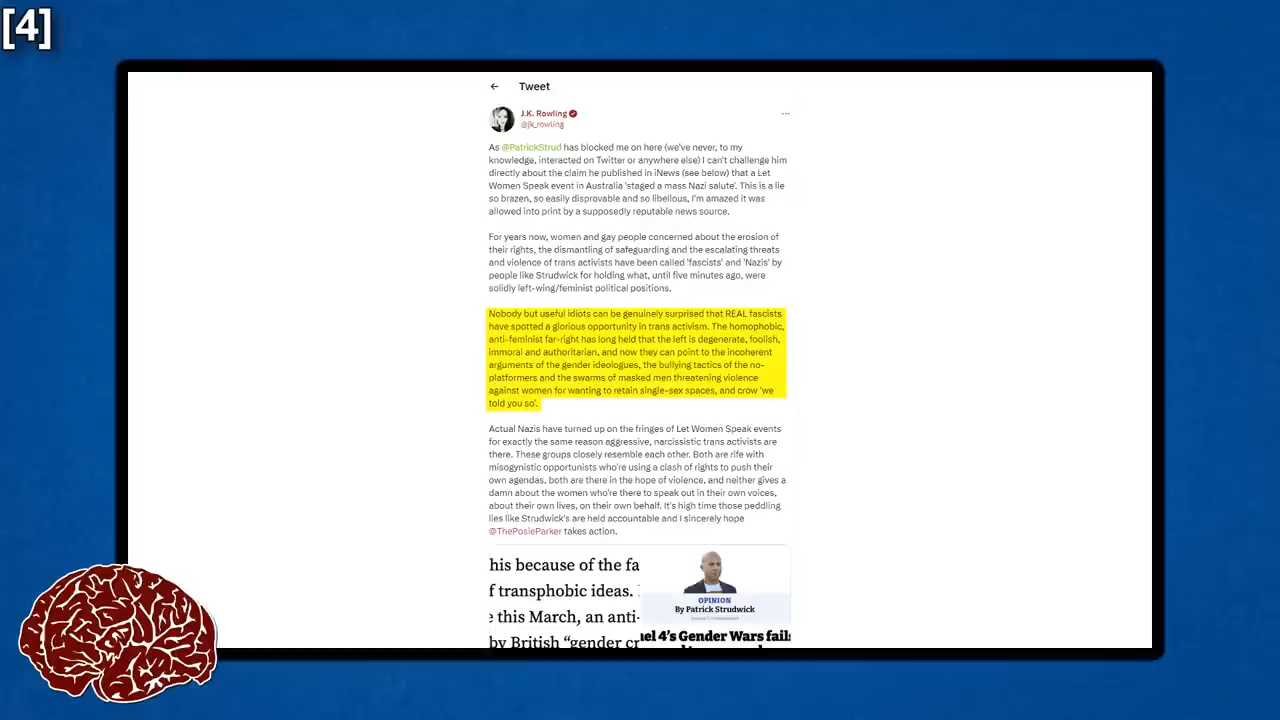 [4]
Tweet
J.K. Rowling
@jk_rowling
As @PatrickStrud has blocked me on here (we've never, to my
knowledge, interacted on Twitter or anywhere else) I can't challenge him
directly about the claim he published in iNews (see below) that a Let
Women Speak event in Australia 'staged a mass Nazi salute'. This is a lie
so brazen, so easily disprovable and so libellous, I'm amazed it was
allowed into print by a supposedly reputable news source.
For years now, women and gay people concerned about the erosion of
their rights, the dismantling of safeguarding and the escalating threats
and violence of trans activists have been called 'fascists' and 'Nazis' by
people like Strudwick for holding what, until five minutes ago, were
solidly left-wing/feminist political positions.
Nobody but useful idiots can be genuinely surprised that REAL fascists
have spotted a glorious opportunity in trans activism. The homophobic,
anti-feminist far-right has long held that the left is degenerate, foolish,
immoral and authoritarian, and now they can point to the incoherent
arguments of the gender ideologues, the bullying tactics of the no-
platformers and the swarms of masked men threatening violence
against women for wanting to retain single-sex spaces, and crow 'we
told you so'.
Actual Nazis have turned up on the fringes of Let Women Speak events
for exactly the same reason aggressive, narcissistic trans activists are
there. These groups closely resemble each other. Both are rife with
misogynistic opportunists who're using a clash of rights to push their
own agendas, both are there in the hope of violence, and neither gives a
damn about the women who're there to speak out in their own voices,
about their own lives, on their own behalf. It's high time those peddling
lies like Strudwick's are held accountable and I sincerely hope
@ThePosieParker takes action.
his because of the fa
f transphobic ideas.
e this March, an anti-
by British “gender cr
OPINION
By Patrick Strudwick
nel 4’s Gender Wars fails